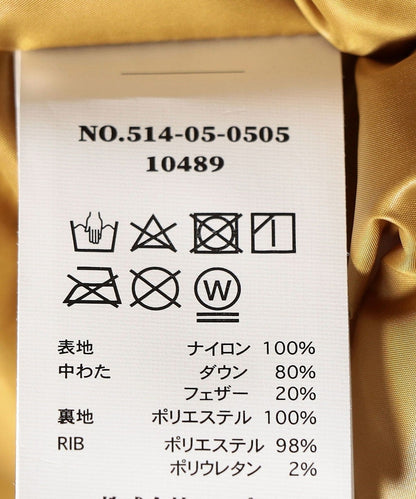 NO.514-05-0505
10489
W
表地 ナイロン 100%
中わた ダウン 80%
フェザー 20%
裏地 ポリエステル 100%
RIB ポリエステル 98%
ポリウレタン 2%